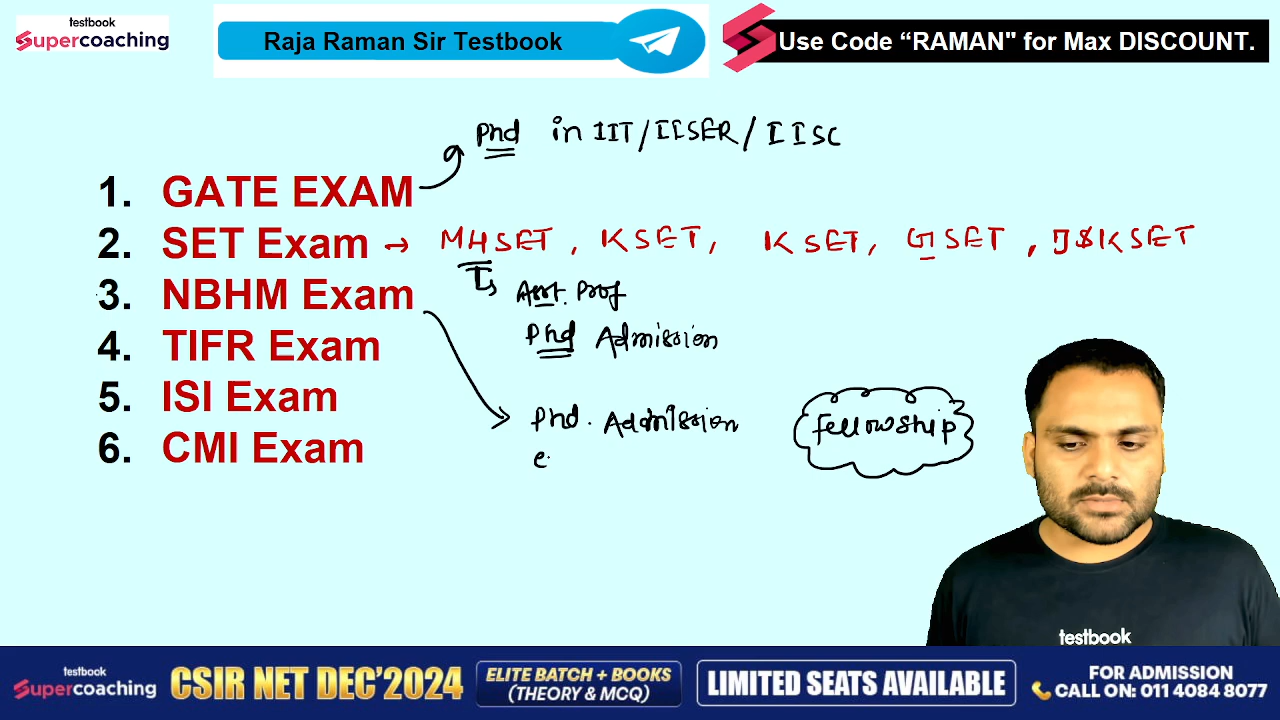 testbook
Supercoaching
Raja Raman Sir Testbook
Use Code “RAMAN" for Max DISCOUNT.
Phd in IIT/IISER/IISC
1. GATE EXAM
2. SET Exam → MHSET, KSET, KSET, GSET, J&KSET
3. NBHM Exam
Asst. Prof
Phd Admission
4. TIFR Exam
5. ISI Exam
6. CMI Exam
Phd. Admission
fellowship
e
testbook
testbook
Supercoaching
CSIR NET DEC'2024
ELITE BATCH + BOOKS
(THEORY & MCQ)
LIMITED SEATS AVAILABLE
FOR ADMISSION
CALL ON: 011 4084 8077